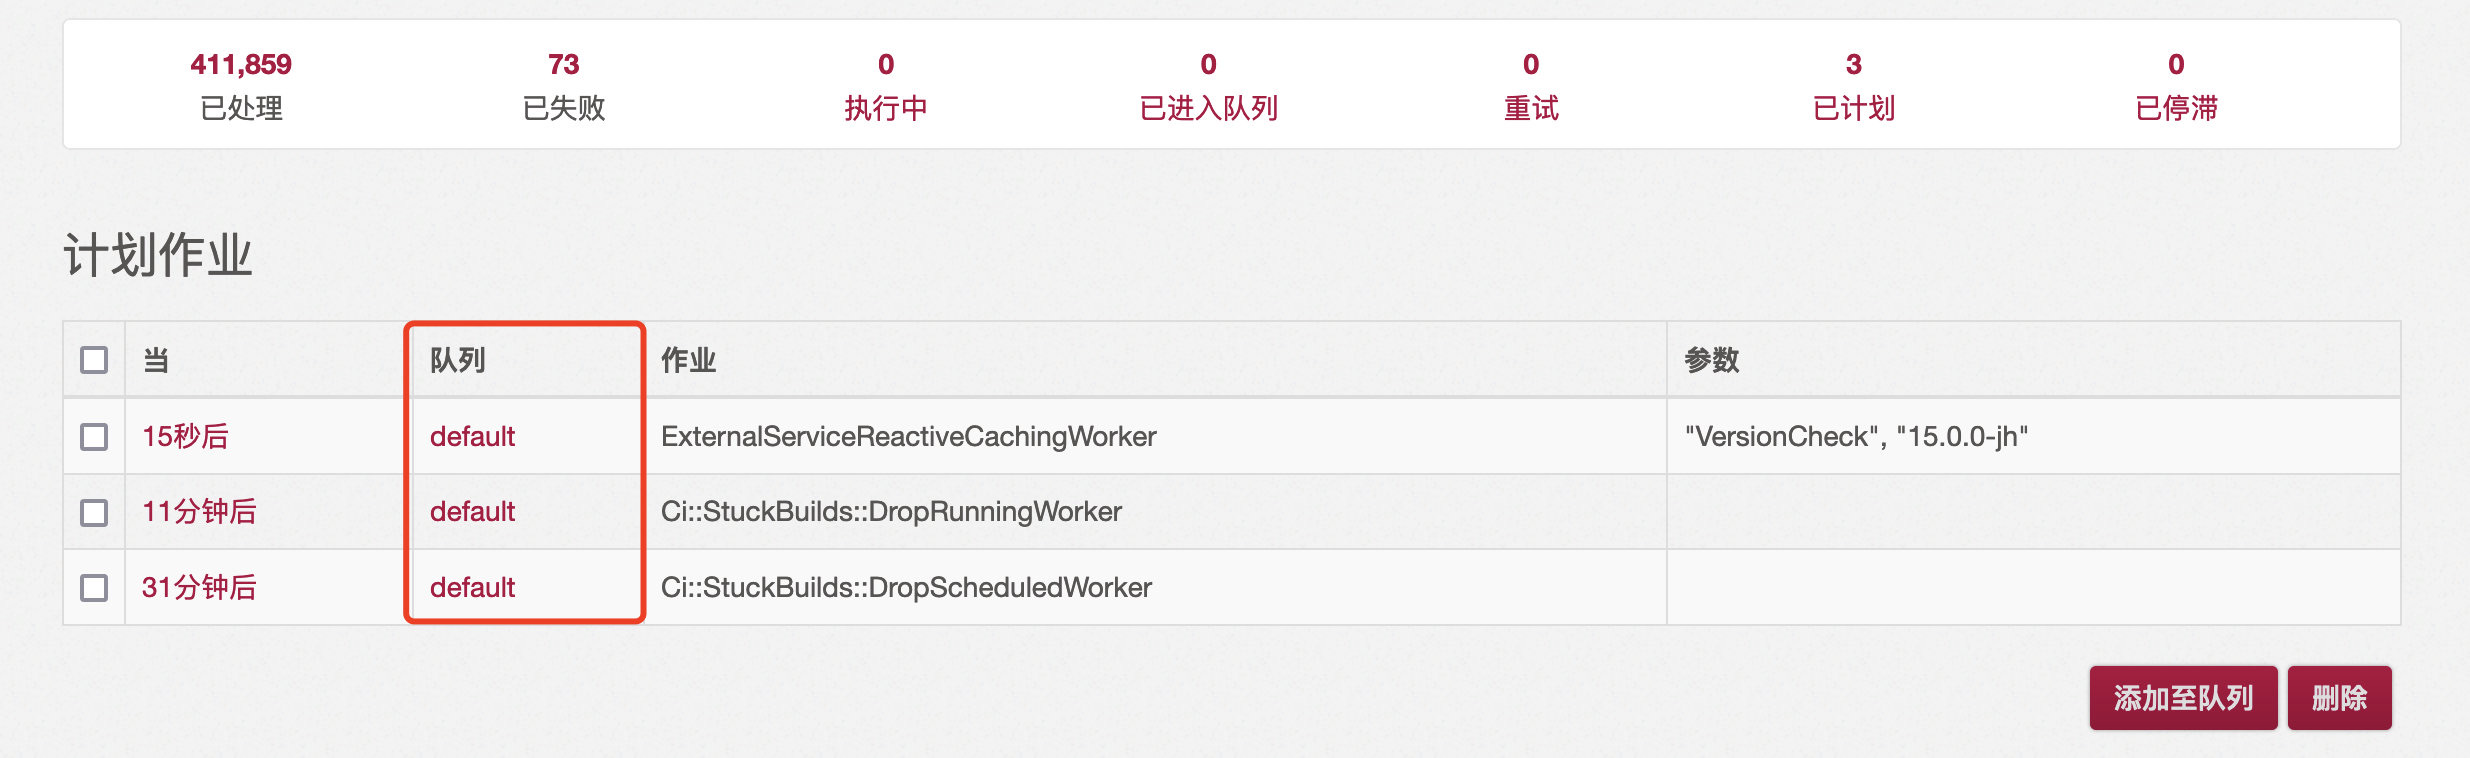 411,859 73 0 0 0 3 0
已处理 已失败 执行中 已进入队列 重试 已计划 已停滞
计划作业
当 队列 作业 参数
15秒后 default ExternalServiceReactiveCachingWorker "VersionCheck", "15.0.0-jh"
11分钟后 default Ci::StuckBuilds::DropRunningWorker
31分钟后 default Ci::StuckBuilds::DropScheduledWorker
添加至队列 删除